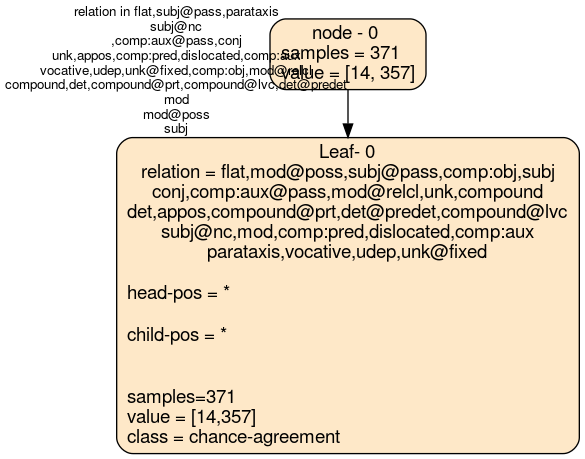 relation in flat,subj@pass,parataxis
subj@nc
,comp:aux@pass,conj
unk,appos,comp:pred,dislocated,comp:aux
vocative,udep,unk@fixed,comp:obj,mod@relcl
compound,det,compound@prt,compound@lvc,det@predet
mod
mod@poss
subj
node - 0
samples = 371
value = [14, 357]
Leaf- 0
relation = flat,mod@poss,subj@pass,comp:obj,subj
conj,comp:aux@pass,mod@relcl,unk,compound
det,appos,compound@prt,det@predet,compound@lvc
subj@nc,mod,comp:pred,dislocated,comp:aux
parataxis,vocative,udep,unk@fixed
head-pos = *
child-pos = *
samples=371
value = [14,357]
class = chance-agreement